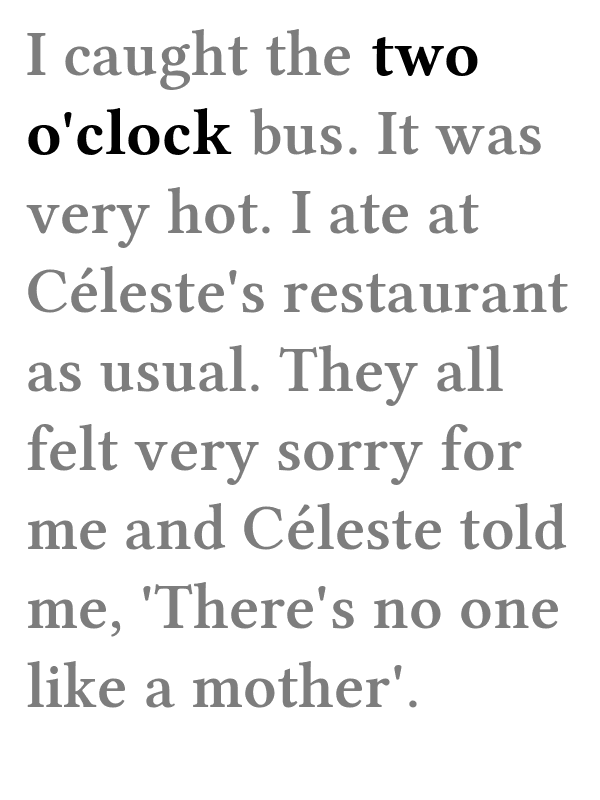 I caught the two
o'clock bus. It was
very hot. I ate at
Céleste's restaurant
as usual. They all
felt very sorry for
me and Céleste told
me, 'There's no one
like a mother'.